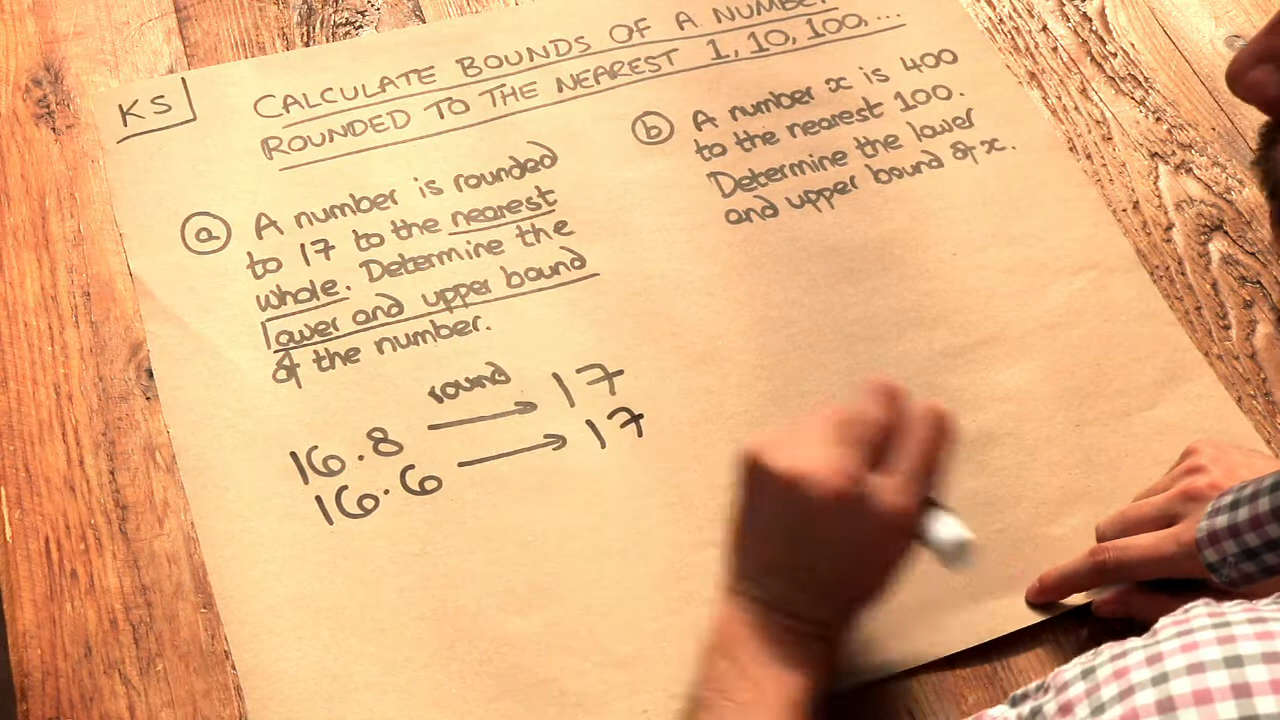 KS
CALCULATE BOUNDS OF A NUMBER
ROUNDED TO THE NEAREST 1, 10, 100, ...
a A number is rounded
to 17 to the nearest
whole. Determine the
lower and upper bound
of the number.
round
16.8 → 17
16.6 → 17
b A number x is 400
to the nearest 100.
Determine the lower
and upper bound of x.